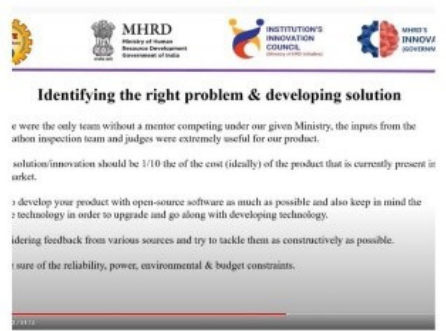 MHRD
Ministry of Human
Resource Development
Government of India
INSTITUTION'S
INNOVATION
COUNCIL
(Ministry of HRD Initiative)
MHRD'S
INNOVA
(GOVERNM
Identifying the right problem & developing solution
e were the only team without a mentor competing under our given Ministry, the inputs from the
athon inspection team and judges were extremely useful for our product.
solution/innovation should be 1/10 the of the cost (ideally) of the product that is currently present in
arket.
o develop your product with open-source software as much as possible and also keep in mind the
e technology in order to upgrade and go along with developing technology.
idering feedback from various sources and try to tackle them as constructively as possible.
sure of the reliability, power, environmental & budget constraints.